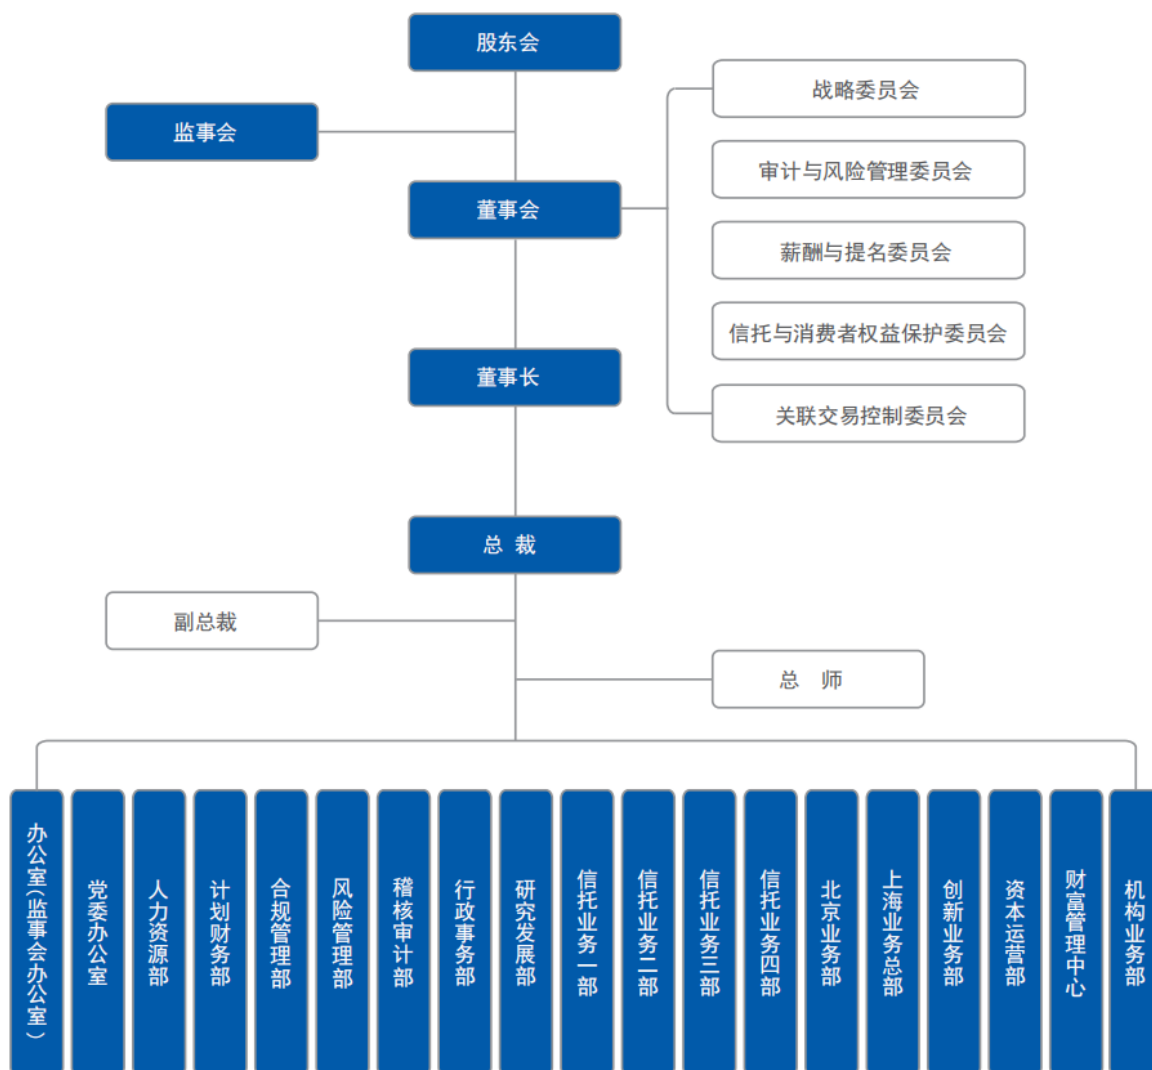 股东会
战略委员会
监事会
审计与风险管理委员会
董事会
薪酬与提名委员会
信托与消费者权益保护委员会
董事长
关联交易控制委员会
总 裁
副总裁
总 师
办公室(监事会办公室)
党委办公室
人力资源部
计划财务部
合规管理部
风险管理部
稽核审计部
行政事务部
研究发展部
信托业务一部
信托业务二部
信托业务三部
信托业务四部
北京业务部
上海业务总部
创新业务部
资本运营部
财富管理中心
机构业务部